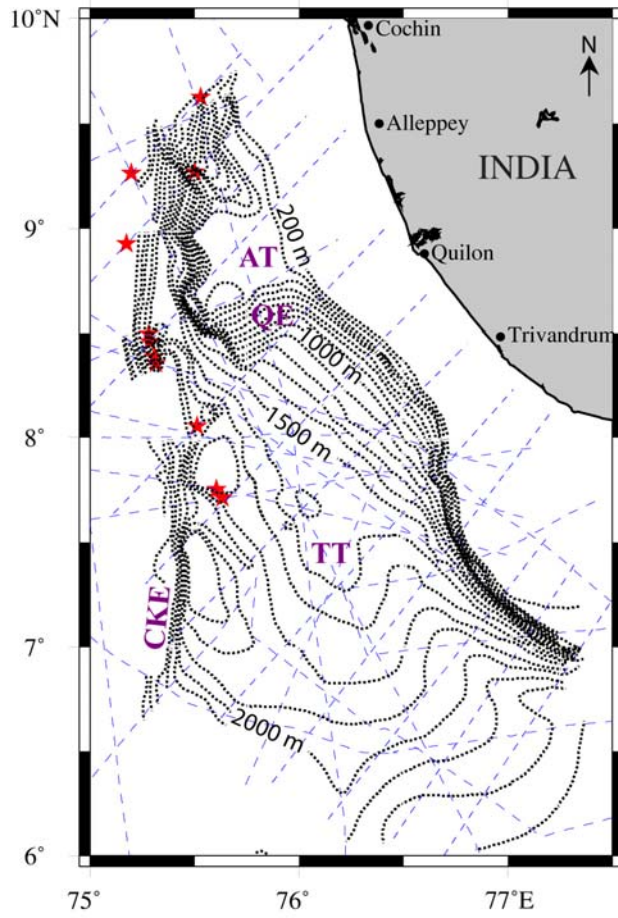 10°N
Cochin
N
Alleppey
INDIA
9°
200 m
AT
Quilon
QE
1000 m
Trivandrum
1500 m
8°
TT
CKE
7°
2000 m
6°
75°
76°
77°E